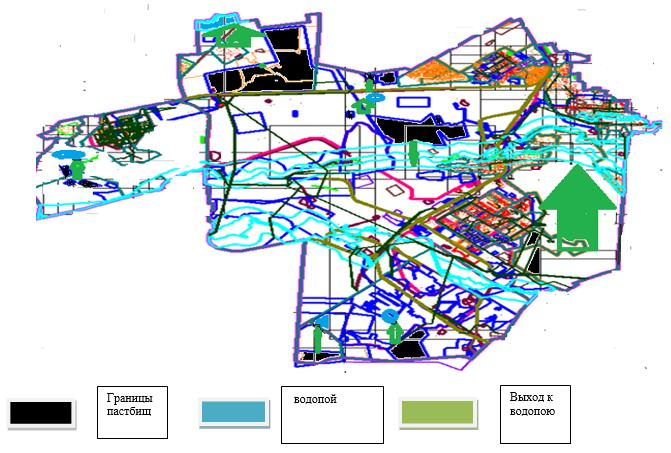 Границы
пастбищ
водопой
Выход к
водопою